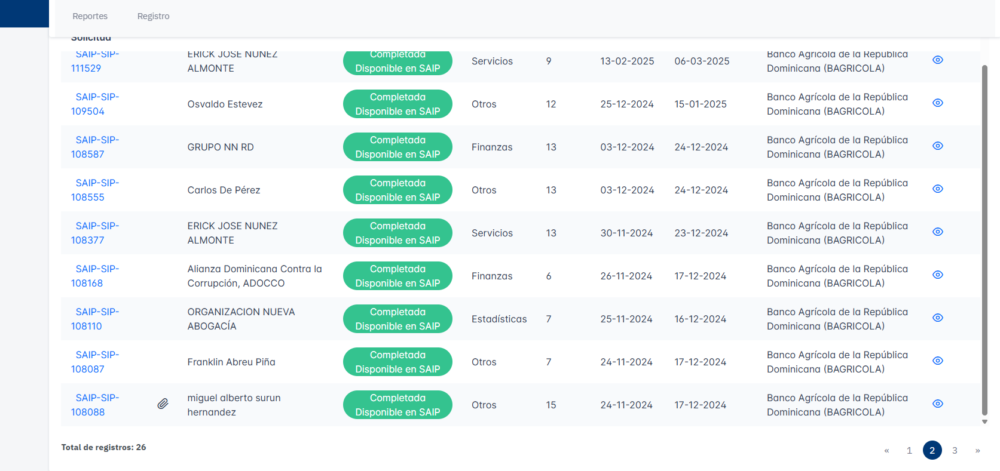 Reportes Registro
Solicitud
SAIP-SIP- ERICK JOSE NUNEZ Completada Banco Agrícola de la República
111529 ALMONTE Disponible en SAIP Servicios 9 13-02-2025 06-03-2025 Dominicana (BAGRICOLA)
SAIP-SIP- Completada Banco Agrícola de la República
109504 Osvaldo Estevez Disponible en SAIP Otros 12 25-12-2024 15-01-2025 Dominicana (BAGRICOLA)
SAIP-SIP- Completada Banco Agrícola de la República
108587 GRUPO NN RD Disponible en SAIP Finanzas 13 03-12-2024 24-12-2024 Dominicana (BAGRICOLA)
SAIP-SIP- Completada Banco Agrícola de la República
108555 Carlos De Pérez Disponible en SAIP Otros 13 03-12-2024 24-12-2024 Dominicana (BAGRICOLA)
SAIP-SIP- ERICK JOSE NUNEZ Completada Banco Agrícola de la República
108377 ALMONTE Disponible en SAIP Servicios 13 30-11-2024 23-12-2024 Dominicana (BAGRICOLA)
SAIP-SIP- Alianza Dominicana Contra la Completada Banco Agrícola de la República
108168 Corrupción, ADOCCO Disponible en SAIP Finanzas 6 26-11-2024 17-12-2024 Dominicana (BAGRICOLA)
SAIP-SIP- ORGANIZACION NUEVA Completada Banco Agrícola de la República
108110 ABOGACÍA Disponible en SAIP Estadísticas 7 25-11-2024 16-12-2024 Dominicana (BAGRICOLA)
SAIP-SIP- Completada Banco Agrícola de la República
108087 Franklin Abreu Piña Disponible en SAIP Otros 7 24-11-2024 17-12-2024 Dominicana (BAGRICOLA)
SAIP-SIP- miguel alberto surun Completada Banco Agrícola de la República
108088 hernandez Disponible en SAIP Otros 15 24-11-2024 17-12-2024 Dominicana (BAGRICOLA)
Total de registros: 26
« 1 2 3 »